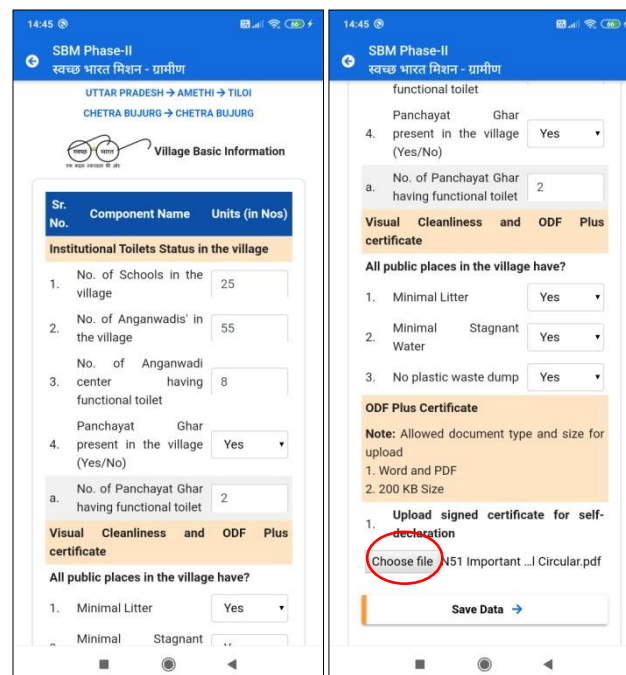 14:45
66
SBM Phase-II
स्वच्छ भारत मिशन - ग्रामीण
UTTAR PRADESH → AMETHI → TILOI
CHETRA BUJURG → CHETRA BUJURG
स्वच्छ भारत
एक कदम स्वच्छता की ओर
Village Basic Information
Sr. No.
Component Name
Units (in Nos)
Institutional Toilets Status in the village
1. No. of Schools in the
village
25
2. No. of Anganwadis' in
the village
55
No. of Anganwadi
3. center having
functional toilet
8
Panchayat Ghar
4. present in the village
(Yes/No)
Yes
a. No. of Panchayat Ghar
having functional toilet
2
Visual Cleanliness and ODF Plus
certificate
All public places in the village have?
1. Minimal Litter
Yes
Minimal Stagnant
14:45
66
SBM Phase-II
स्वच्छ भारत मिशन - ग्रामीण
functional toilet
Panchayat Ghar
4. present in the village
(Yes/No)
Yes
a. No. of Panchayat Ghar
having functional toilet
2
Visual Cleanliness and ODF Plus
certificate
All public places in the village have?
1. Minimal Litter
Yes
2. Minimal Stagnant
Water
Yes
3. No plastic waste dump
Yes
ODF Plus Certificate
Note: Allowed document type and size for
upload
1. Word and PDF
2. 200 KB Size
1. Upload signed certificate for self-
declaration
Choose file N51 Important ...l Circular.pdf
Save Data →